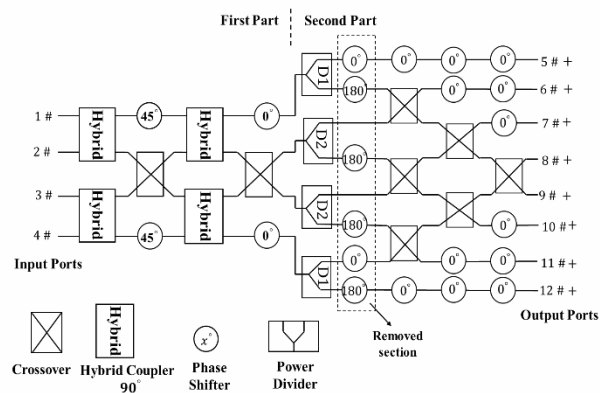 First Part
Second Part
D1
0°
0°
0°
0°
5 # +
180°
0°
0°
6 # +
1 #
Hybrid
45°
Hybrid
0°
D2
0°
7 # +
2 #
180
8 # +
3 #
Hybrid
Hybrid
D2
9 # +
4 #
45°
0°
180
0°
10 # +
Input Ports
D1
0°
0°
0°
11 # +
180°
0°
0°
0°
12 # +
Output Ports
Removed
section
Hybrid
x°
Crossover
Hybrid Coupler
90°
Phase
Shifter
Power
Divider